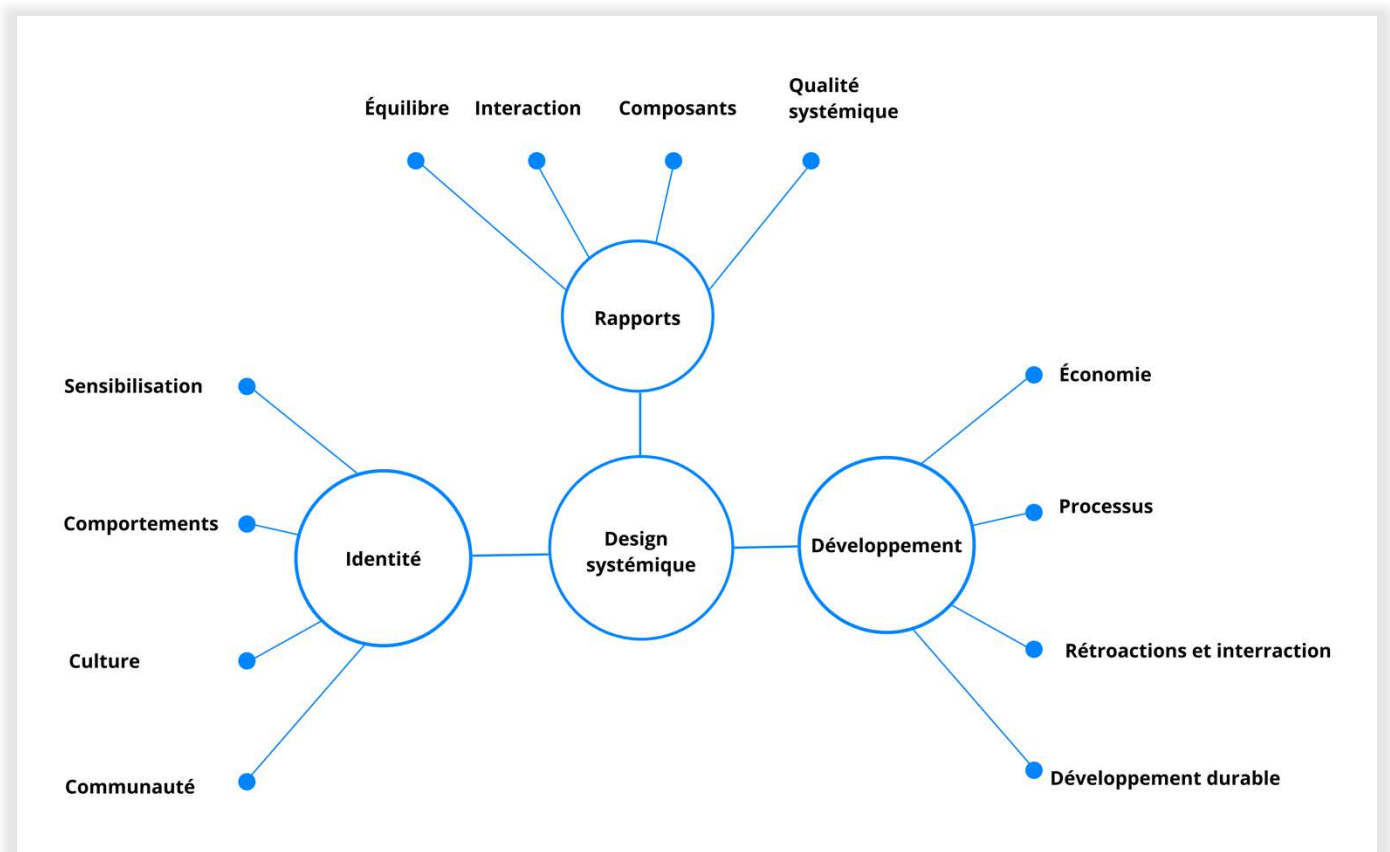 Qualité
systémique
Équilibre
Interaction
Composants
Rapports
Sensibilisation
Économie
Comportements
Processus
Identité
Design
systémique
Développement
Culture
Rétroactions et interraction
Communauté
Développement durable